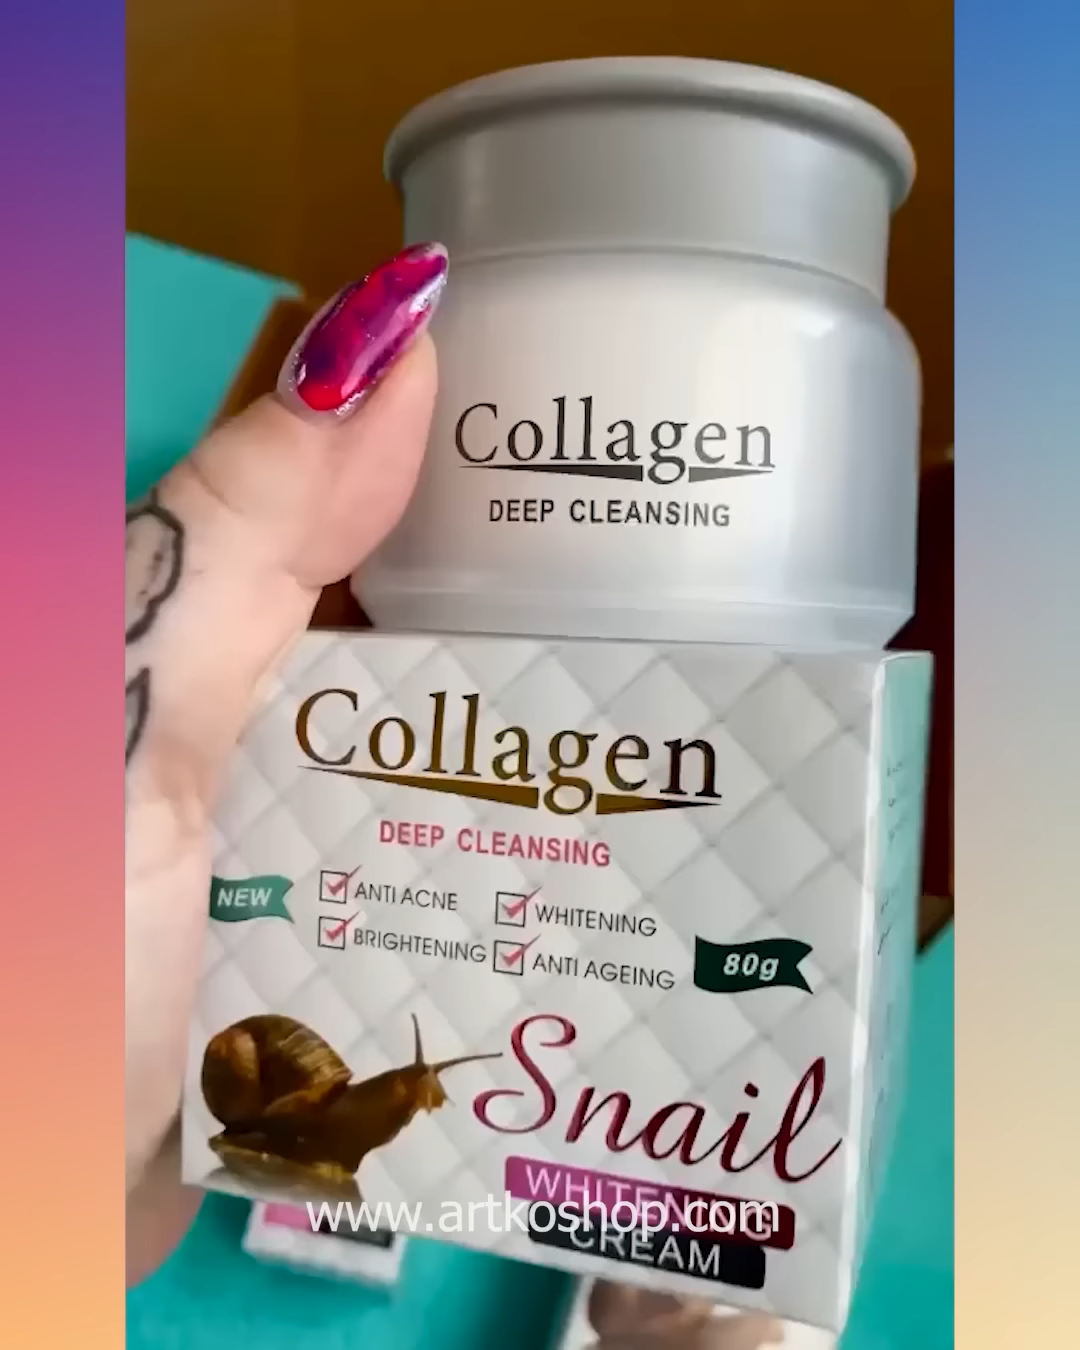 Collagen
DEEP CLEANSING
Collagen
DEEP CLEANSING
NEW
ANTI ACNE
WHITENING
BRIGHTENING
ANTI AGEING
80g
Snail
WHITENING
www.artkoshop.com
CREAM